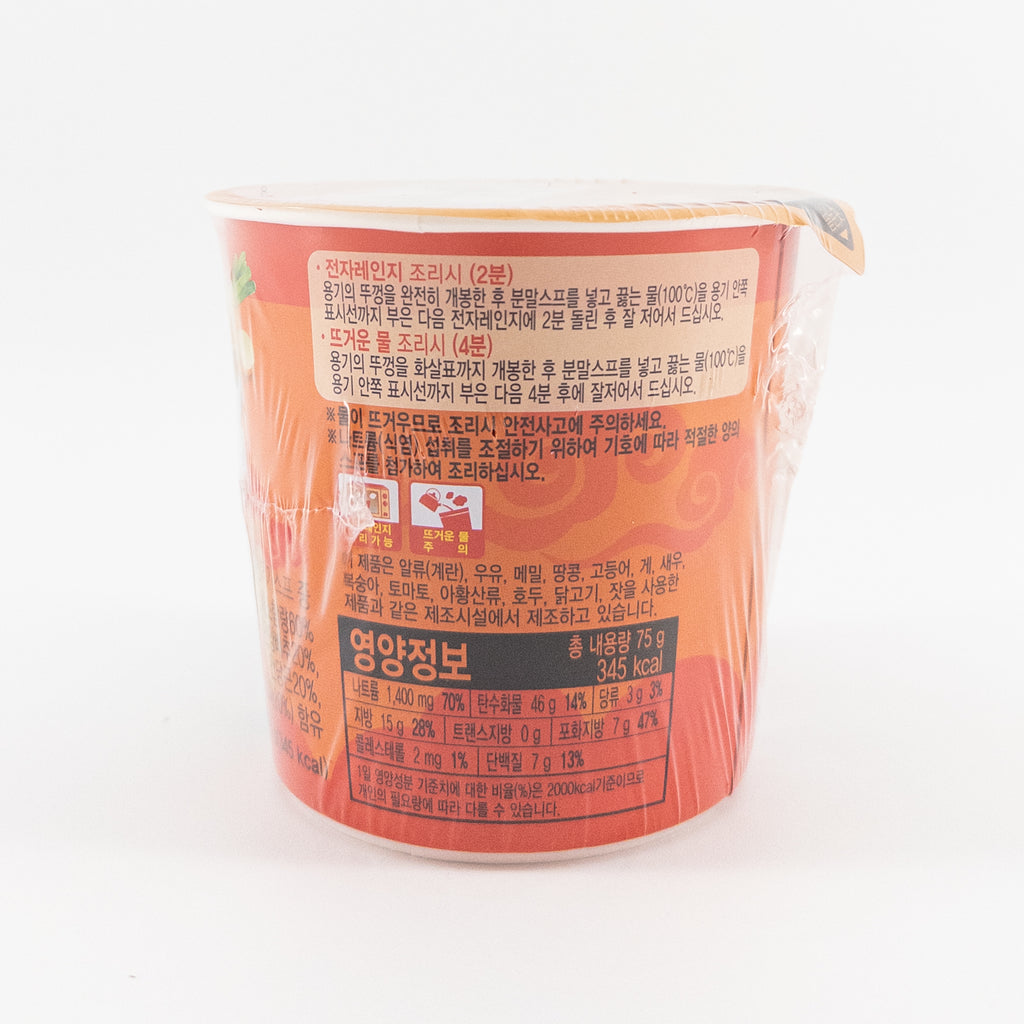 · 전자레인지 조리시 (2분)
용기의 뚜껑을 완전히 개봉한 후 분말스프를 넣고 끓는 물(100℃)을 용기 안쪽
표시선까지 부은 다음 전자레인지에 2분 돌린 후 잘 저어서 드십시오.
· 뜨거운 물 조리시 (4분)
용기의 뚜껑을 화살표까지 개봉한 후 분말스프를 넣고 끓는 물(100℃)을
용기 안쪽 표시선까지 부은 다음 4분 후에 잘저어서 드십시오.
※물이 뜨거우므로 조리시 안전사고에 주의하세요.
※나트륨(식염) 섭취를 조절하기 위하여 기호에 따라 적절한 양의
첨가하여 조리하십시오.
뜨거운 물
주 의
제품은 알류(계란), 우유, 메밀, 땅콩, 고등어, 게, 새우,
복숭아, 토마토, 아황산류, 호두, 닭고기, 잣을 사용한
제품과 같은 제조시설에서 제조하고 있습니다.
영양정보
총 내용량 75 g
345 kcal
나트륨 1,400 mg 70% 탄수화물 46 g 14% 당류 3 g 3%
지방 15 g 28% 트랜스지방 0 g 포화지방 7 g 47%
콜레스테롤 2 mg 1% 단백질 7 g 13%
1일 영양성분 기준치에 대한 비율(%)은 2000kcal기준이므로
개인의 필요량에 따라 다를 수 있습니다.
함유
kcal)